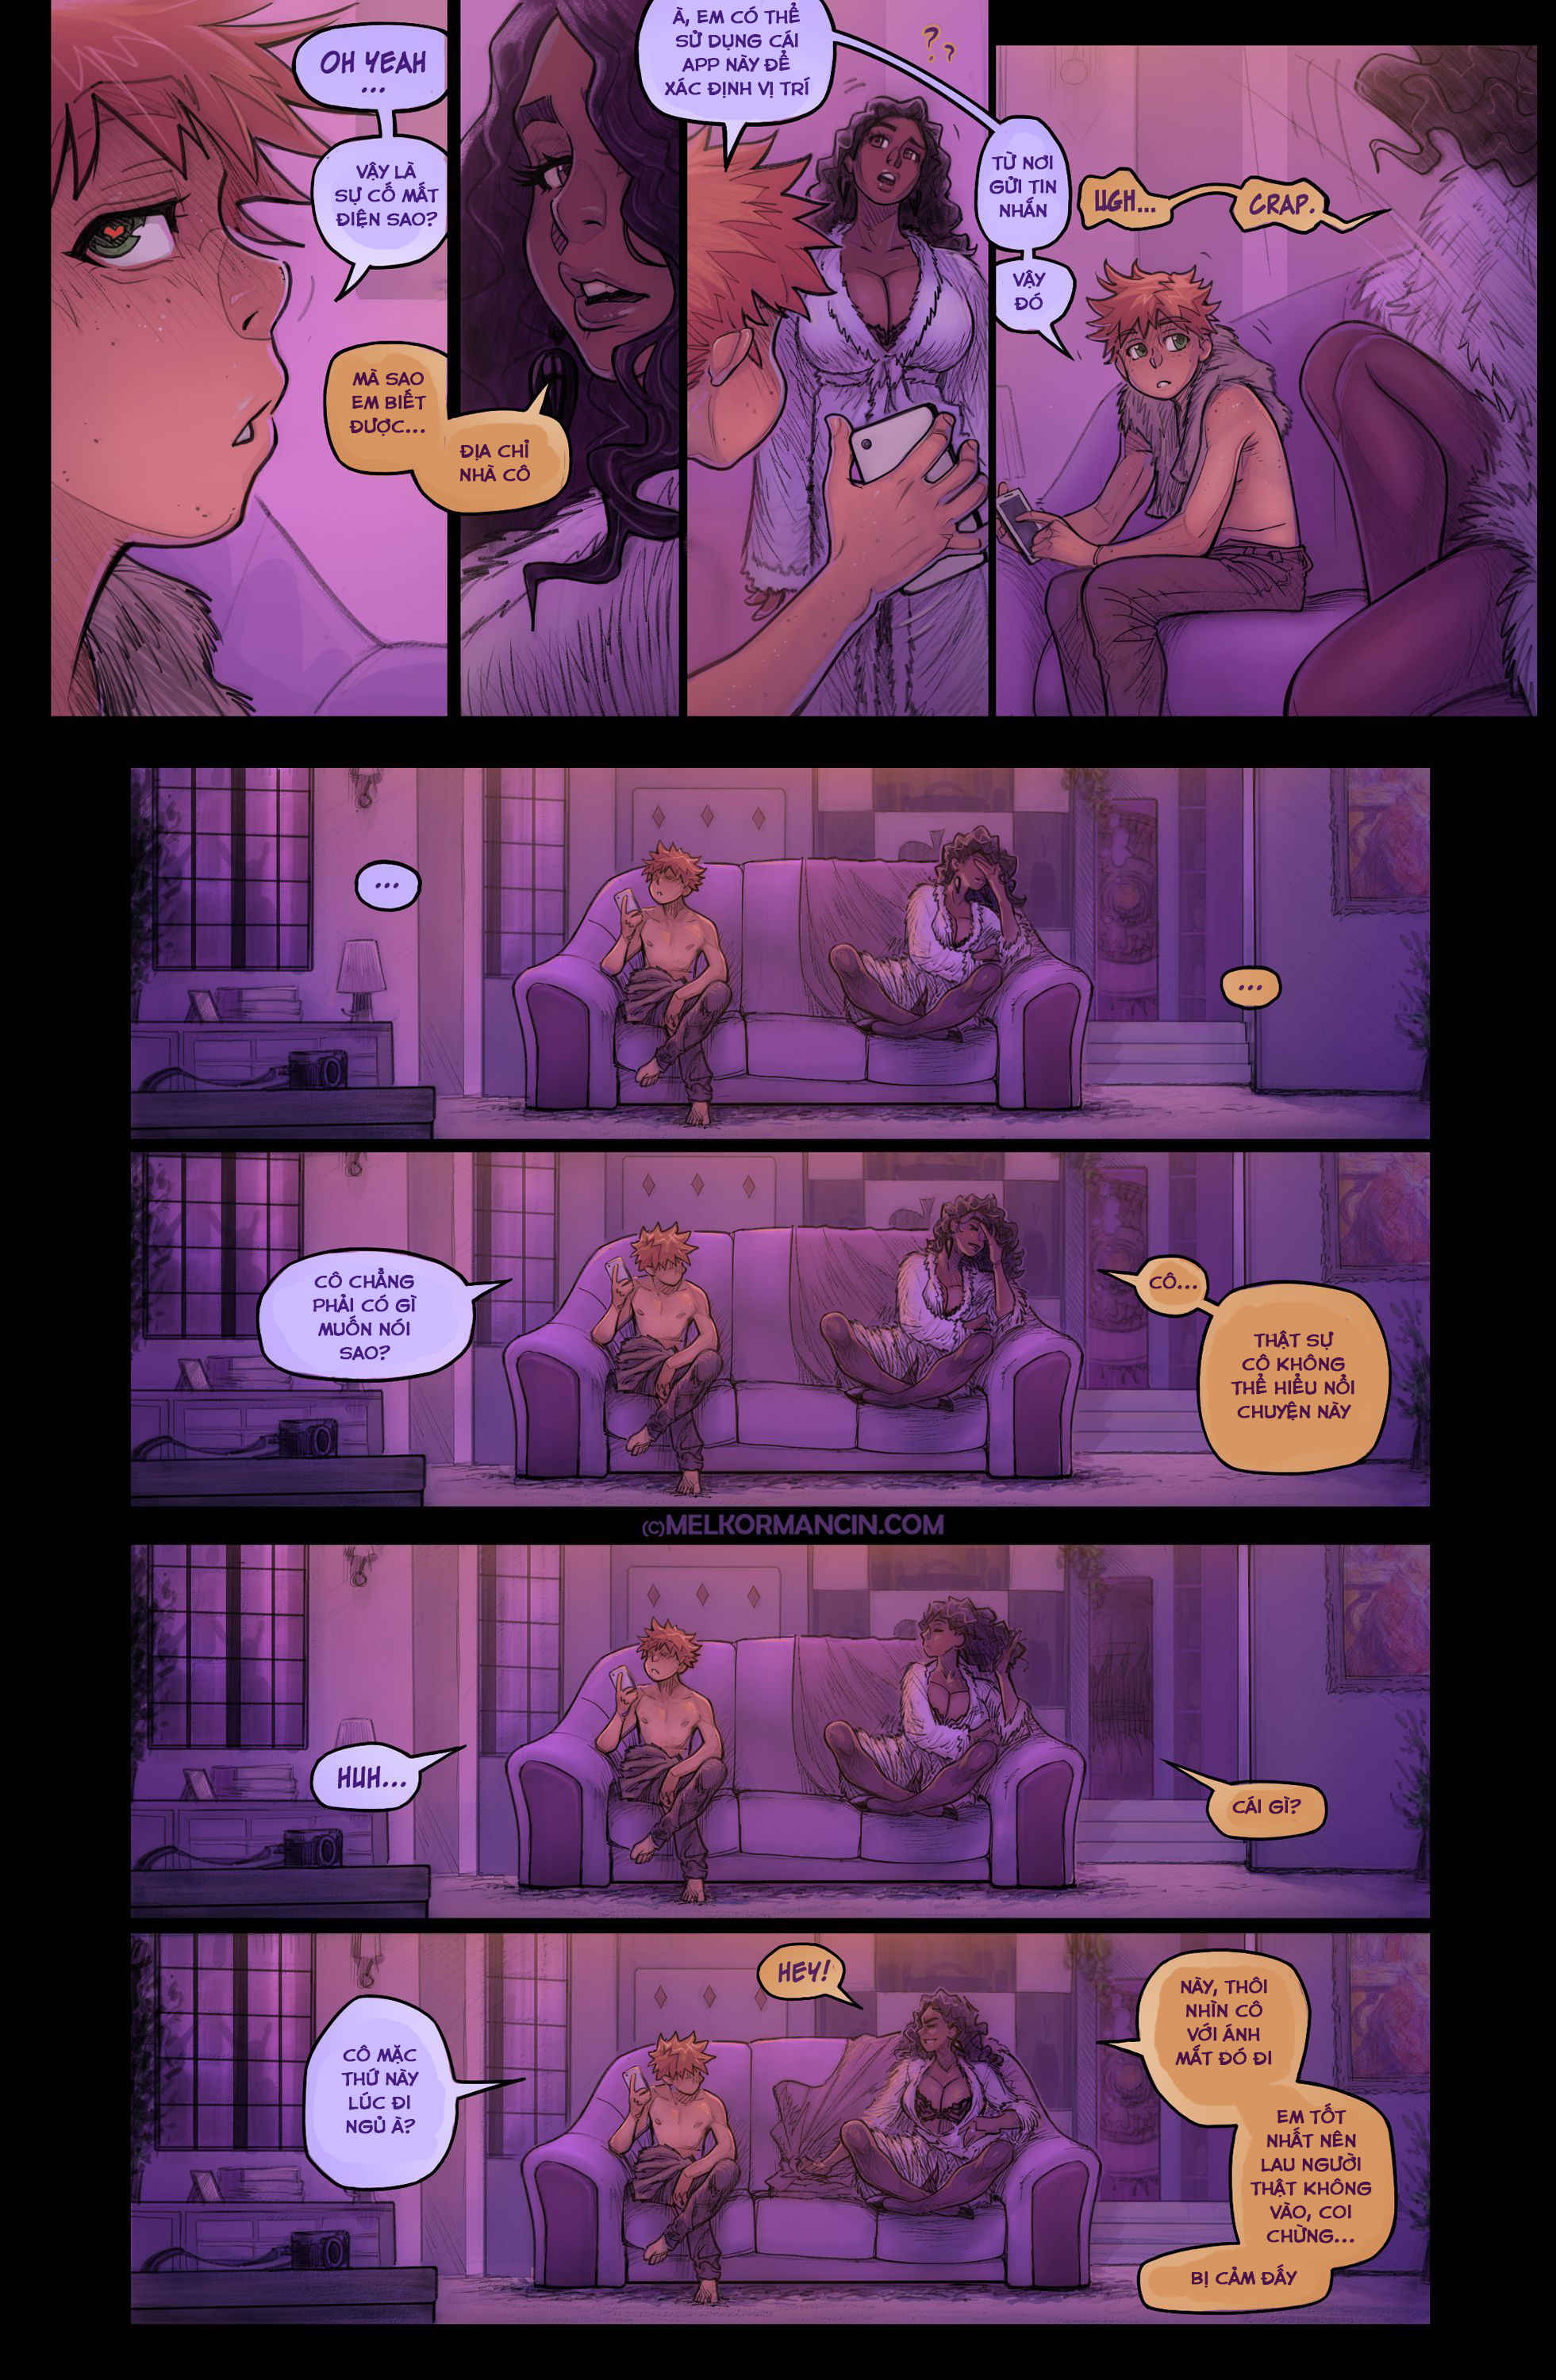 OH YEAH
...
VẬY LÀ
SỰ CỐ MẤT
ĐIỆN SAO?
MÀ SAO
EM BIẾT
ĐƯỢC...
ĐỊA CHỈ
NHÀ CÔ
À, EM CÓ THỂ
SỬ DỤNG CÁI
APP NÀY ĐỂ
XÁC ĐỊNH VỊ TRÍ
??
TỪ NƠI
GỬI TIN
NHẮN
VẬY
ĐÓ
UGH...
CRAP.
...
...
CÔ CHẲNG
PHẢI CÓ GÌ
MUỐN NÓI
SAO?
CÔ...
THẬT SỰ
CÔ KHÔNG
THỂ HIỂU NỔI
CHUYỆN NÀY
(C)MELKORMANCIN.COM
HUH...
CÁI GÌ?
CÔ MẶC
THỨ NÀY
LÚC ĐI
NGỦ À?
HEY!
NÀY, THÔI
NHÌN CÔ
VỚI ÁNH
MẮT ĐÓ ĐI
EM TỐT
NHẤT NÊN
LAU NGƯỜI
THẬT KHÔNG
VÀO, COI
CHỪNG...
BỊ CẢM ĐẤY